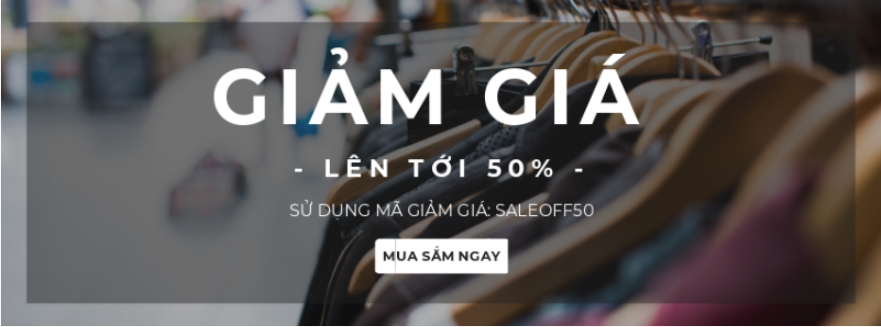 GIẢM GIÁ
- LÊN TỚI 50% -
SỬ DỤNG MÃ GIẢM GIÁ: SALEOFF50
MUA SẮM NGAY